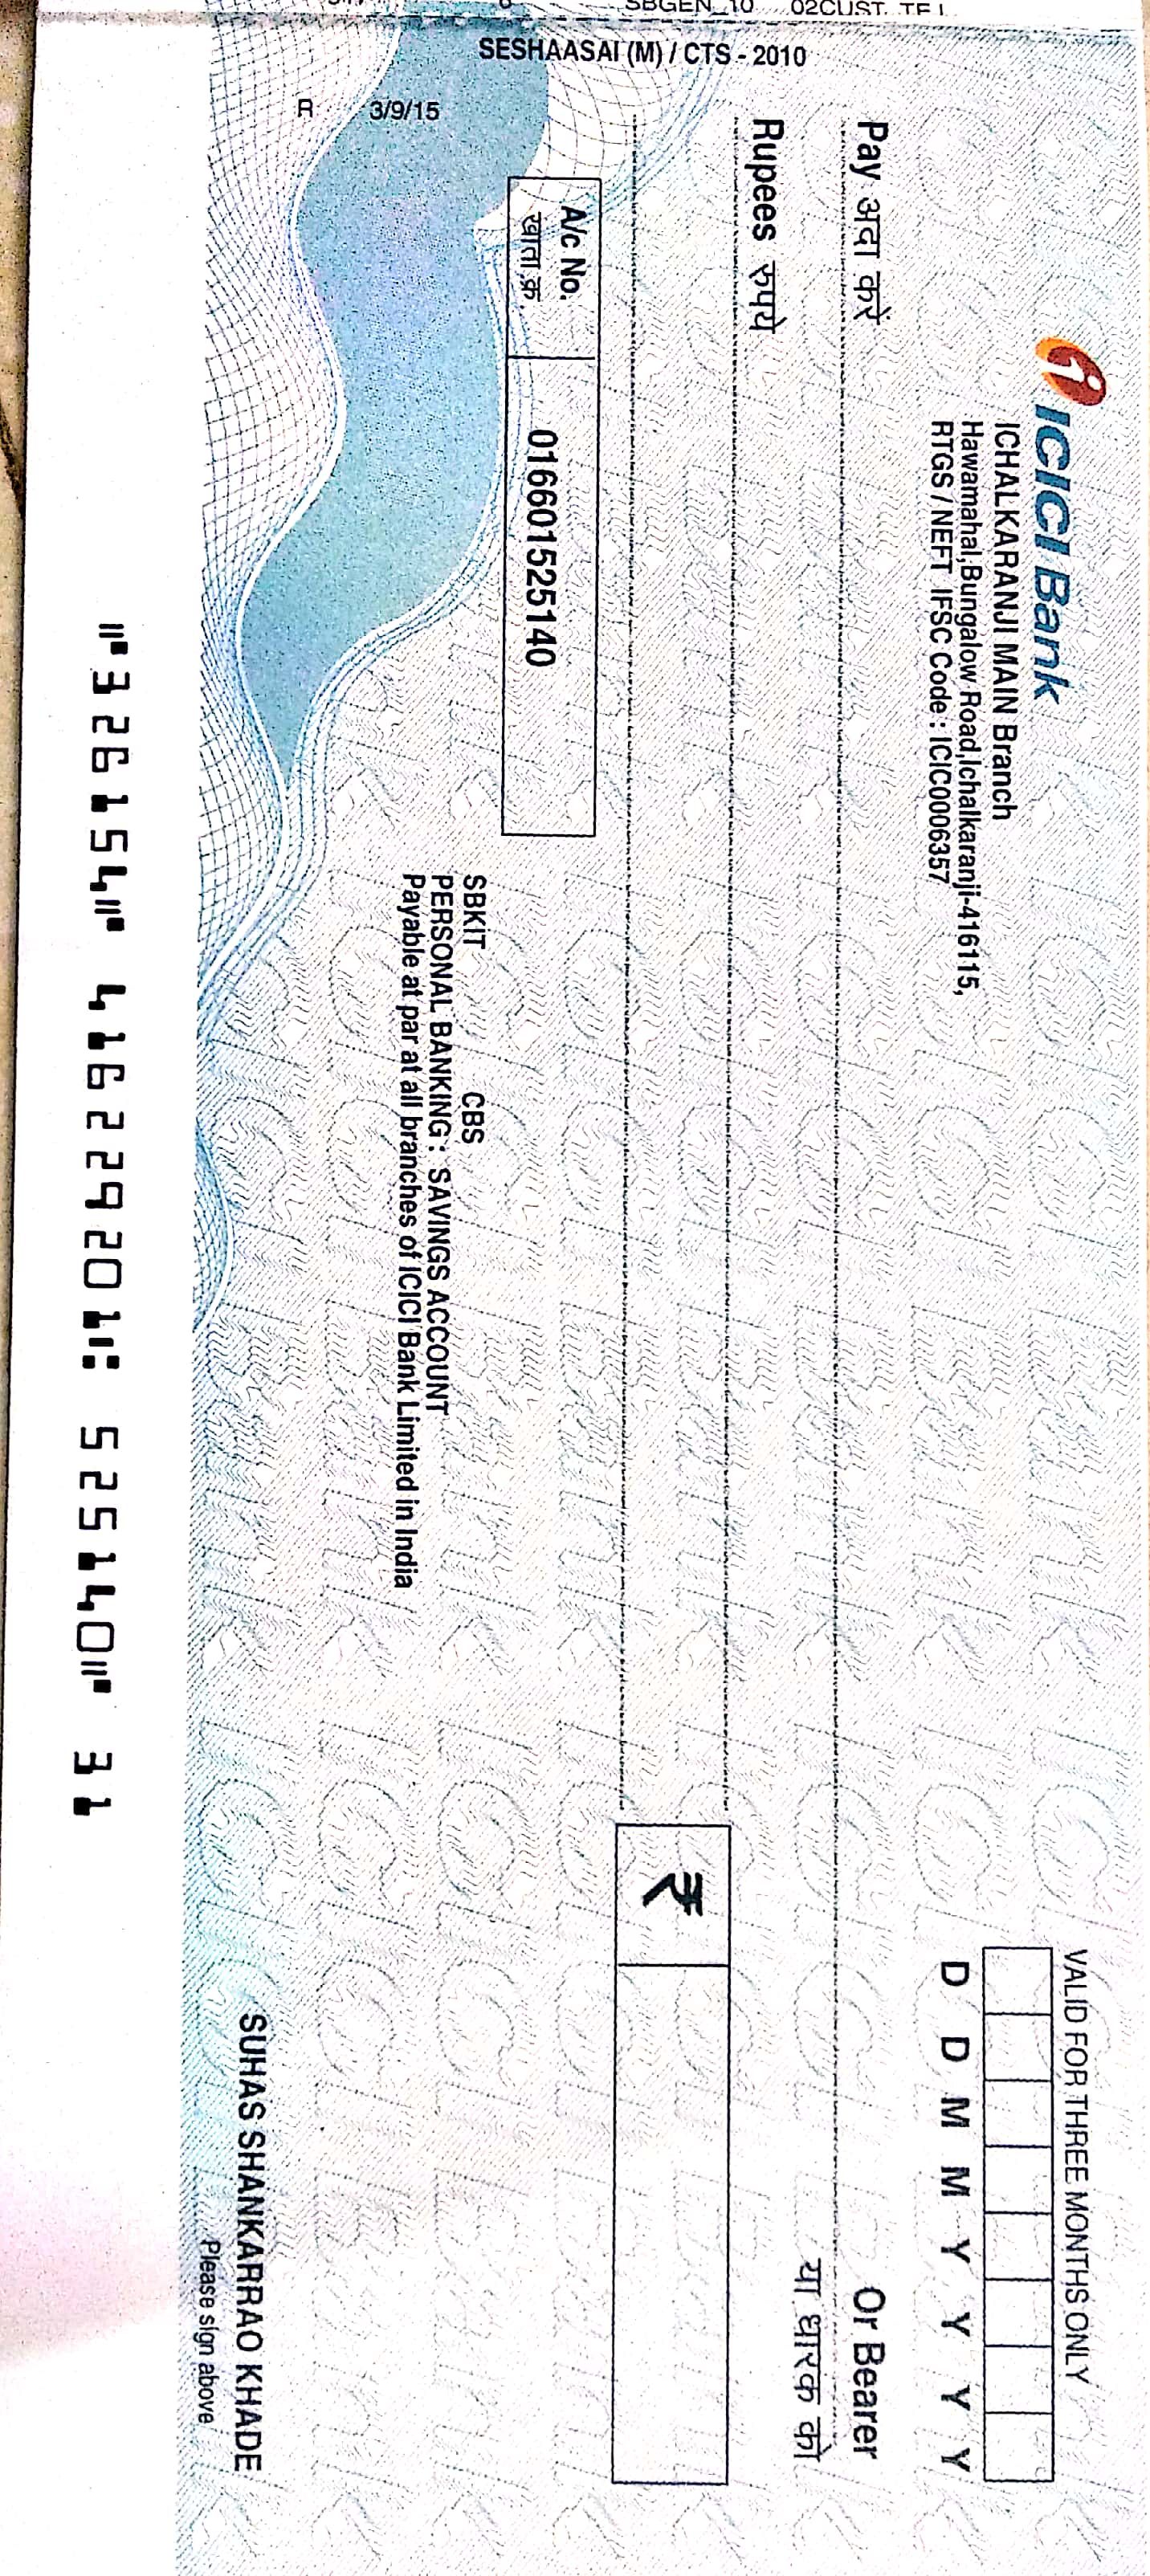 SBGEN_10 02CUST. TEL
SESHAASAI (M) / CTS - 2010
R 3/9/15
ICICI Bank
ICHALKARANJI MAIN Branch
Hawamahal,Bungalow Road,Ichalkaranji-416115,
RTGS / NEFT IFSC Code : ICIC0006357
VALID FOR THREE MONTHS ONLY
D D M M Y Y Y Y
Pay अदा करें
Or Bearer
या धारक को
Rupees रुपये
₹
A/c No.
खाता क्र.
016601525140
SBKIT CBS
PERSONAL BANKING : SAVINGS ACCOUNT
Payable at par at all branches of ICICI Bank Limited in India
SUHAS SHANKARRAO KHADE
Please sign above
⑈326154⑈ 416229201⑆ 525140⑈ 31